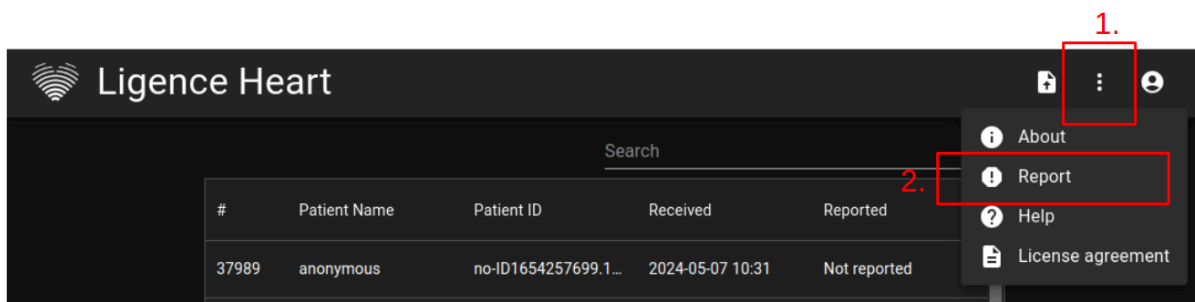 1.
Ligence Heart
About
Search
2.
Report
# Patient Name Patient ID Received Reported
Help
37989 anonymous no-ID1654257699.1... 2024-05-07 10:31 Not reported
License agreement